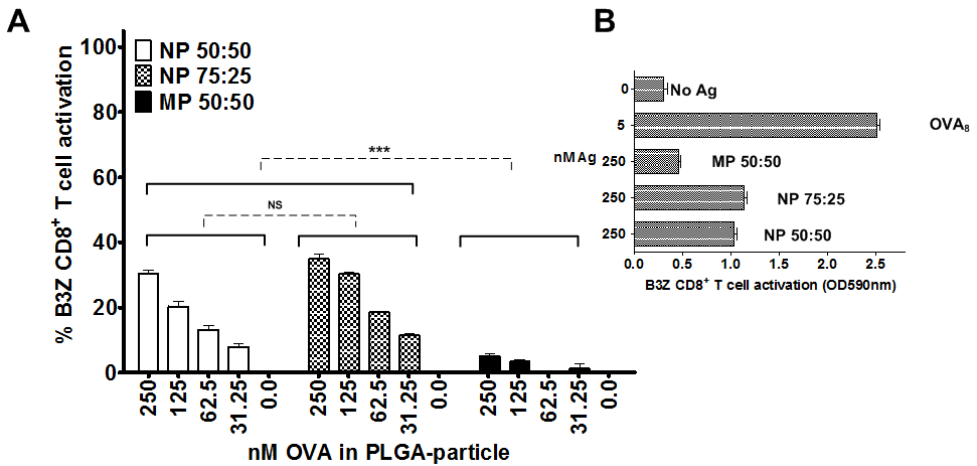 A
% B3Z CD8+ T cell activation
100
80
60
40
20
0
NP 50:50
NP 75:25
MP 50:50
***
NS
250
125
62.5
31.25
0.0
250
125
62.5
31.25
0.0
250
125
62.5
31.25
0.0
nM OVA in PLGA-particle
B
nMAg
0
No Ag
5
OVA8
250
MP 50:50
250
NP 75:25
250
NP 50:50
0.0
0.5
1.0
1.5
2.0
2.5
B3Z CD8+ T cell activation (OD590nm)